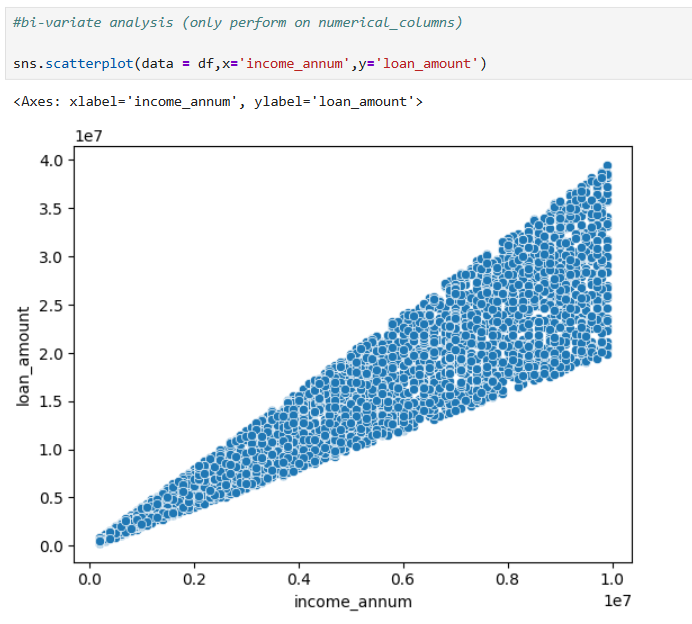 #bi-variate analysis (only perform on numerical_columns)
sns.scatterplot(data = df,x='income_annum',y='loan_amount')
<Axes: xlabel='income_annum', ylabel='loan_amount'>
1e7
4.0
3.5
3.0
2.5
2.0
1.5
1.0
0.5
0.0
loan_amount
0.0 0.2 0.4 0.6 0.8 1.0
income_annum
1e7